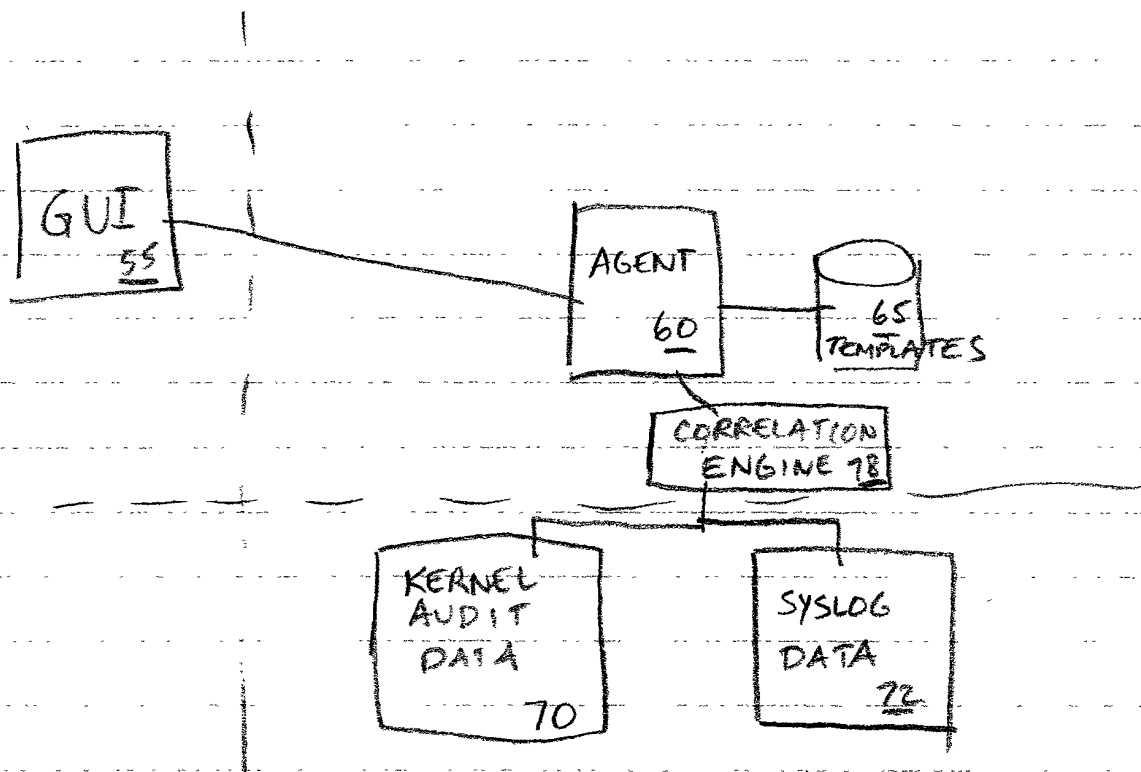 GUI
55
AGENT
60
65
TEMPLATES
CORRELATION
ENGINE 78
KERNEL
AUDIT
DATA
70
SYSLOG
DATA
72